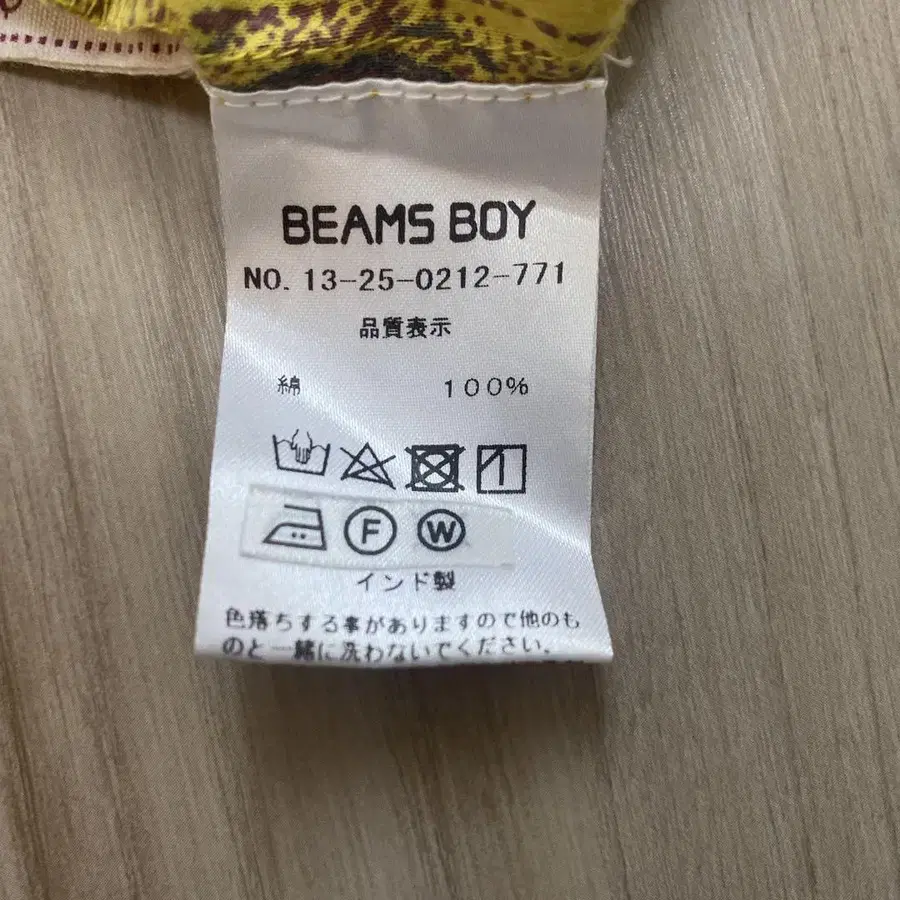 BEAMS BOY
NO. 13-25-0212-771
品質表示
綿 100%
F W
インド製
色落ちする事がありますので他のも
のと一緒に洗わないでください。